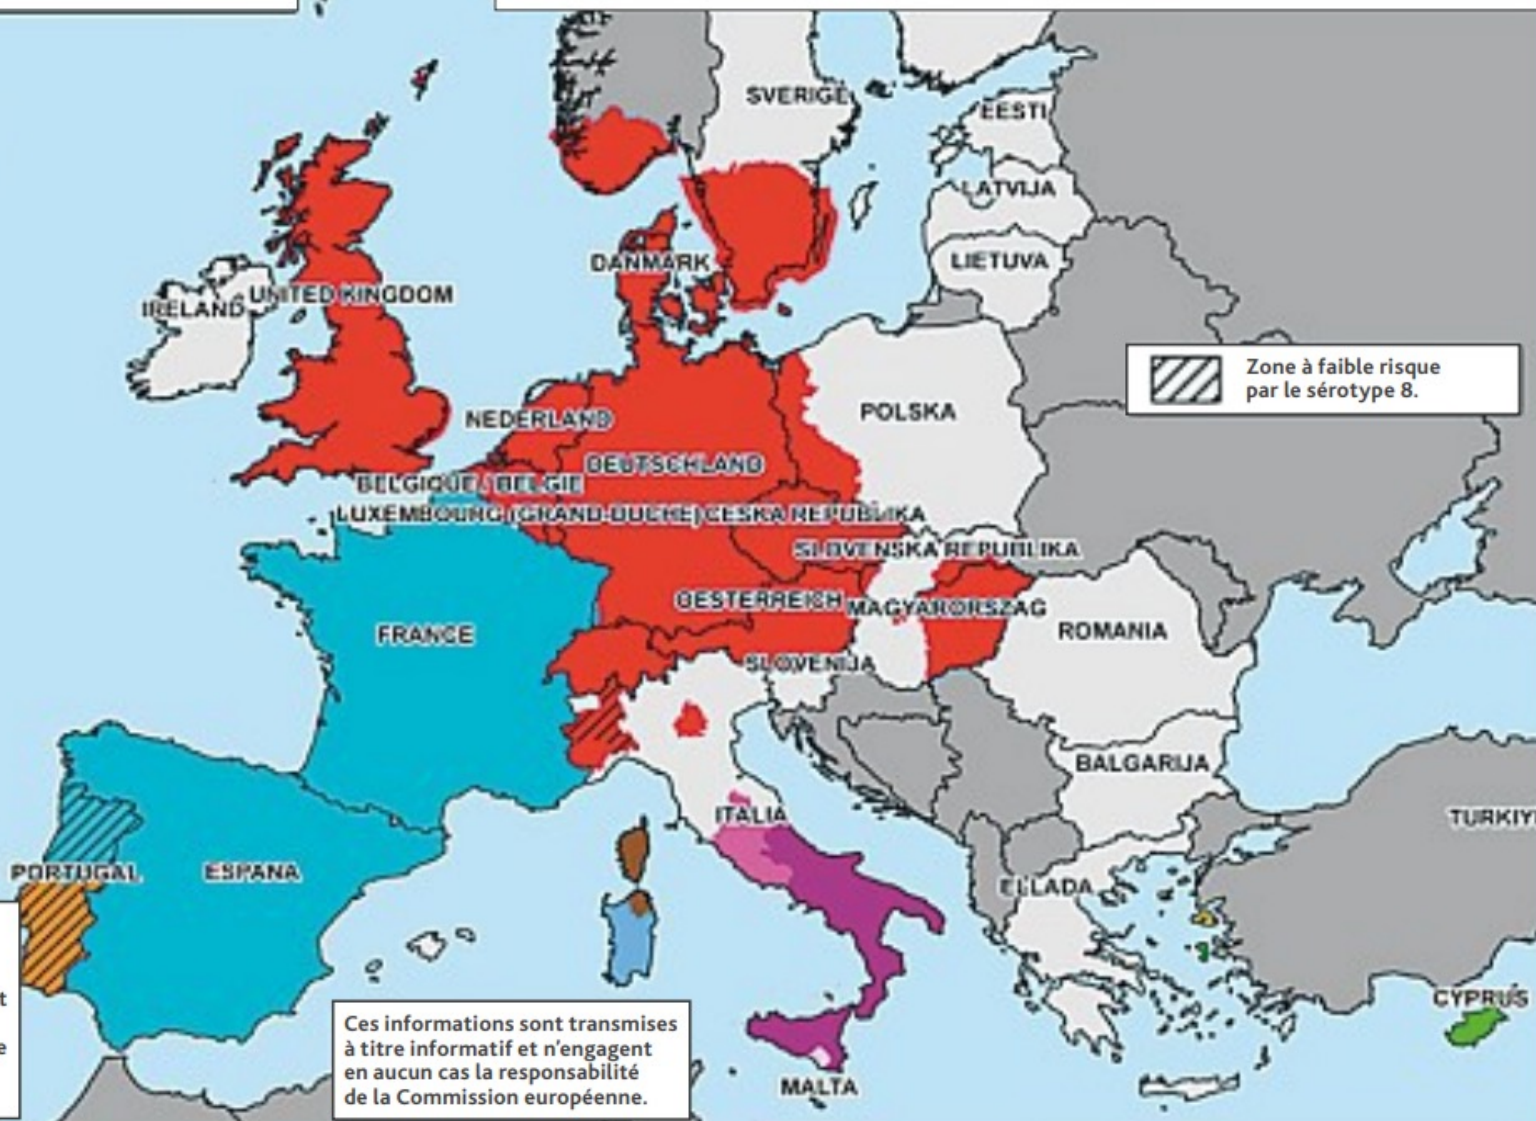 SVERIGE
EESTI
LATVIJA
LIETUVA
DANMARK
IRELAND
UNITED KINGDOM
Zone à faible risque
par le sérotype 8.
POLSKA
NEDERLAND
DEUTSCHLAND
BELGIQUE / BELGIE
LUXEMBOURG (GRAND-DUCHE)
CESKA REPUBLIKA
SLOVENSKA REPUBLIKA
OESTERREICH
MAGYARORSZAG
FRANCE
ROMANIA
SLOVENIJA
BALGARIJA
ITALIA
TURKIY
PORTUGAL
ESPANA
ELLADA
t
e
CYPRUS
Ces informations sont transmises
à titre informatif et n'engagent
en aucun cas la responsabilité
de la Commission européenne.
MALTA